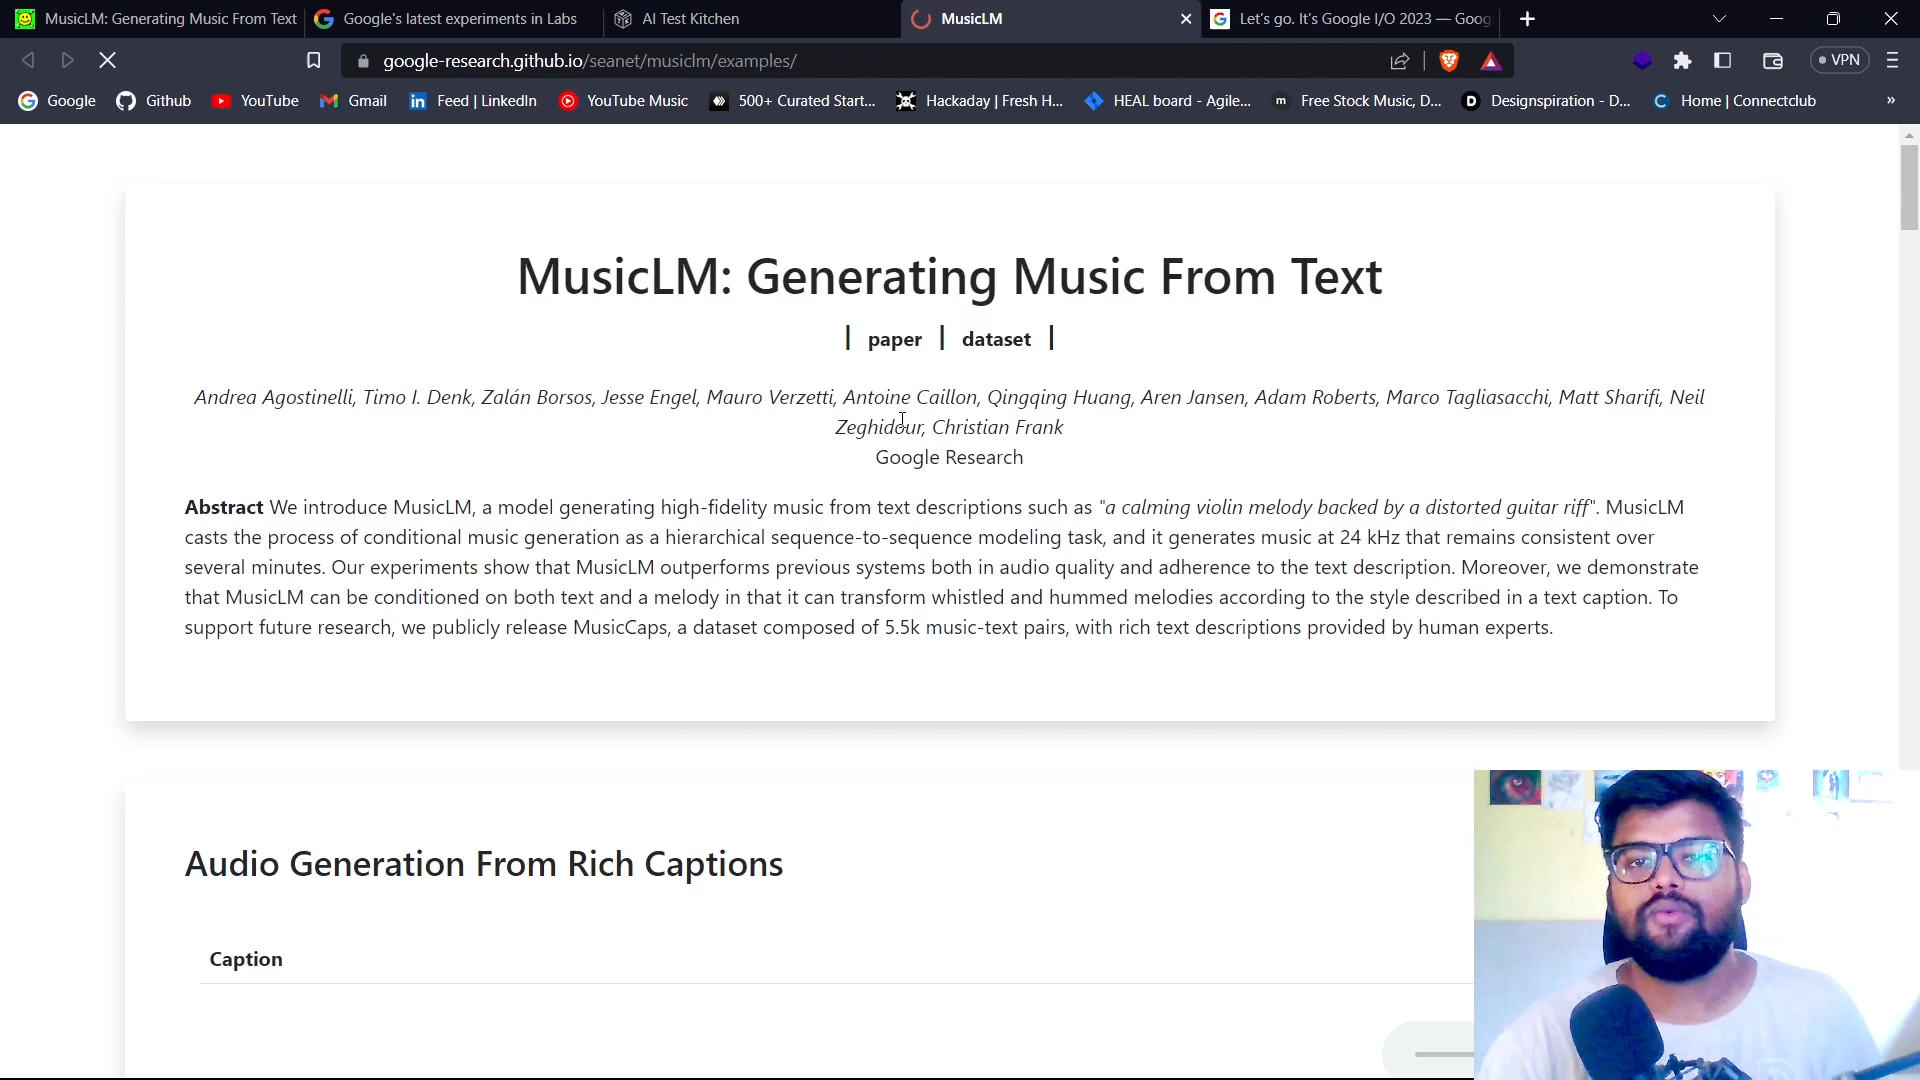 MusicLM: Generating Music From Text
Google's latest experiments in Labs
AI Test Kitchen
MusicLM
Let's go. It's Google I/O 2023 — Goog
google-research.github.io/seanet/musiclm/examples/
VPN
Google
Github
YouTube
Gmail
Feed | LinkedIn
YouTube Music
500+ Curated Start...
Hackaday | Fresh H...
HEAL board - Agile...
Free Stock Music, D...
Designspiration - D...
Home | Connectclub
MusicLM: Generating Music From Text
| paper | dataset |
Andrea Agostinelli, Timo I. Denk, Zalán Borsos, Jesse Engel, Mauro Verzetti, Antoine Caillon, Qingqing Huang, Aren Jansen, Adam Roberts, Marco Tagliasacchi, Matt Sharifi, Neil
Zeghidour, Christian Frank
Google Research
Abstract We introduce MusicLM, a model generating high-fidelity music from text descriptions such as "a calming violin melody backed by a distorted guitar riff". MusicLM
casts the process of conditional music generation as a hierarchical sequence-to-sequence modeling task, and it generates music at 24 kHz that remains consistent over
several minutes. Our experiments show that MusicLM outperforms previous systems both in audio quality and adherence to the text description. Moreover, we demonstrate
that MusicLM can be conditioned on both text and a melody in that it can transform whistled and hummed melodies according to the style described in a text caption. To
support future research, we publicly release MusicCaps, a dataset composed of 5.5k music-text pairs, with rich text descriptions provided by human experts.
Audio Generation From Rich Captions
Caption